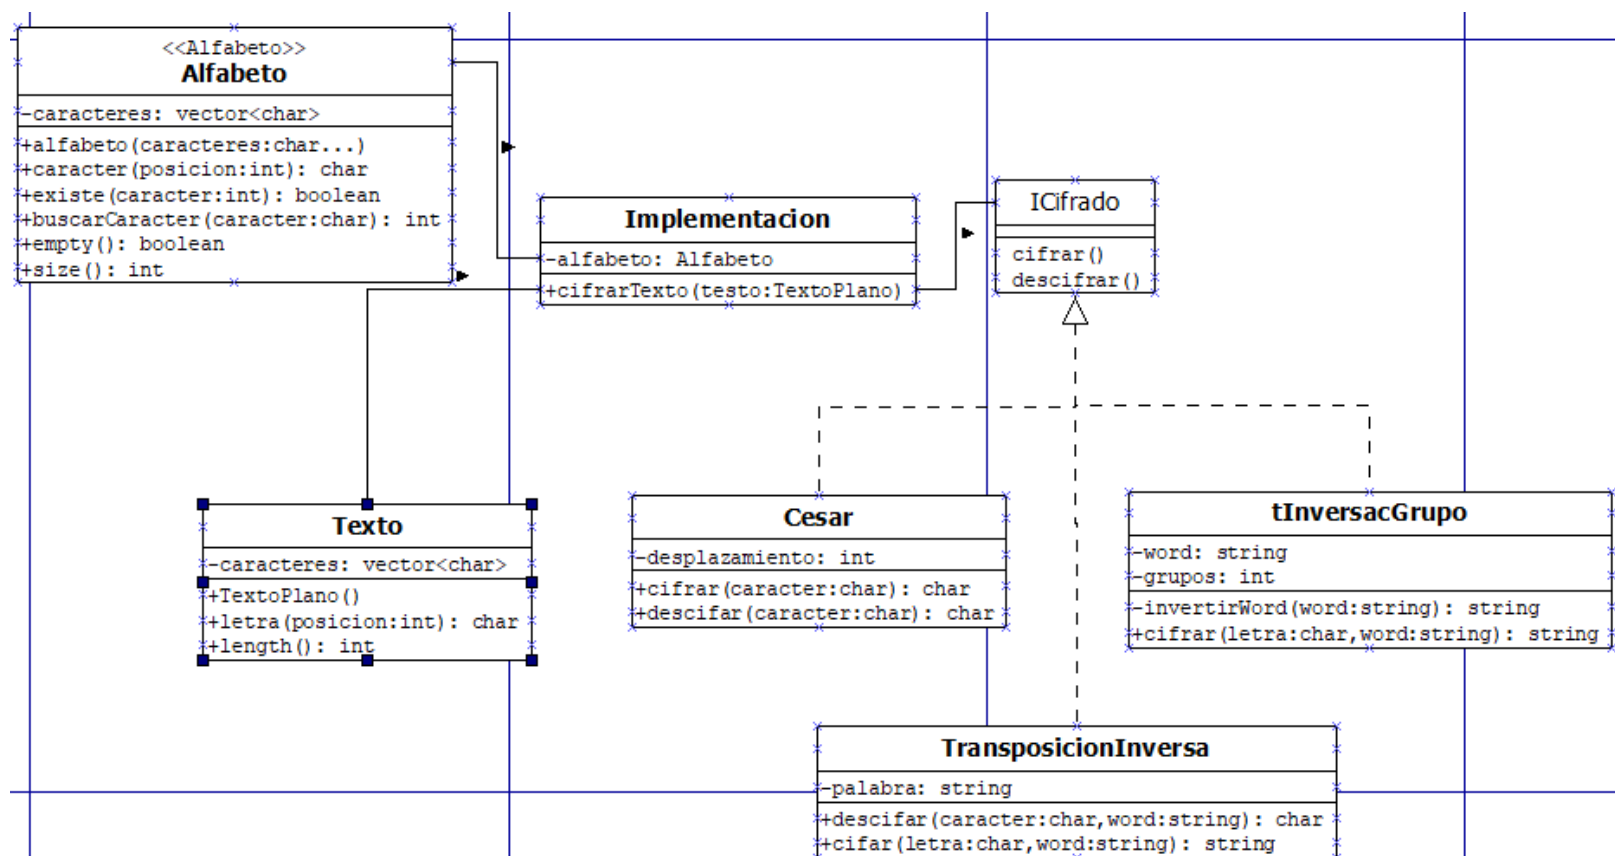 <<Alfabeto>>
Alfabeto
-caracteres: vector<char>
+alfabeto(caracteres:char...)
+caracter(posicion:int): char
+existe(caracter:int): boolean
+buscarCaracter(caracter:char): int
+empty(): boolean
+size(): int
Implementacion
-alfabeto: Alfabeto
+cifrarTexto(testo:TextoPlano)
ICifrado
cifrar()
descifrar()
Texto
-caracteres: vector<char>
+TextoPlano()
+letra(posicion:int): char
+length(): int
Cesar
-desplazamiento: int
+cifrar(caracter:char): char
+descifar(caracter:char): char
tInversacGrupo
-word: string
-grupos: int
-invertirWord(word:string): string
+cifrar(letra:char,word:string): string
TransposicionInversa
-palabra: string
+descifar(caracter:char,word:string): char
+cifar(letra:char,word:string): string